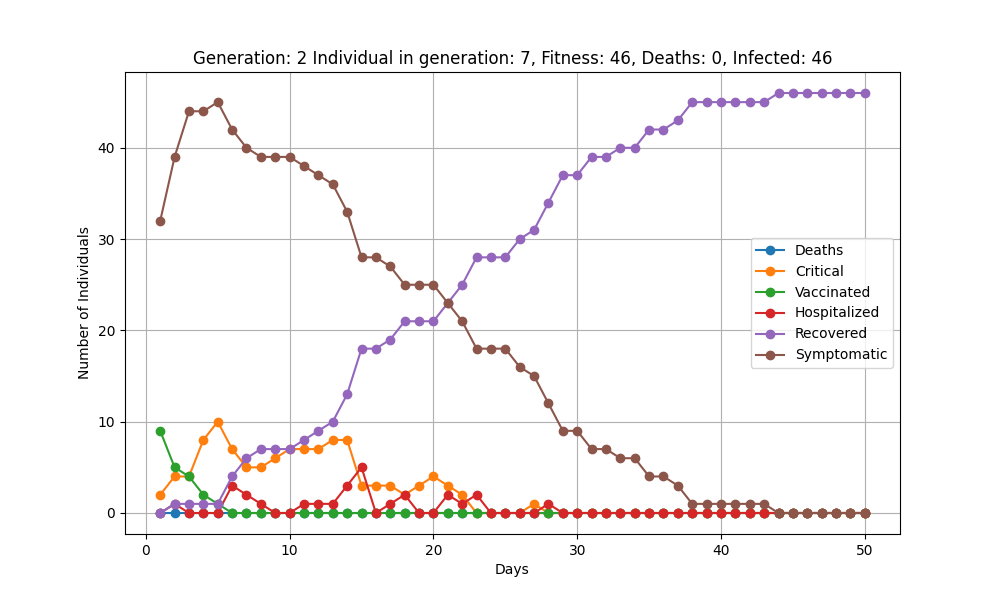 Generation: 2 Individual in generation: 7, Fitness: 46, Deaths: 0, Infected: 46
Number of Individuals
40
30
20
10
0
Deaths
Critical
Vaccinated
Hospitalized
Recovered
Symptomatic
0 10 20 30 40 50
Days